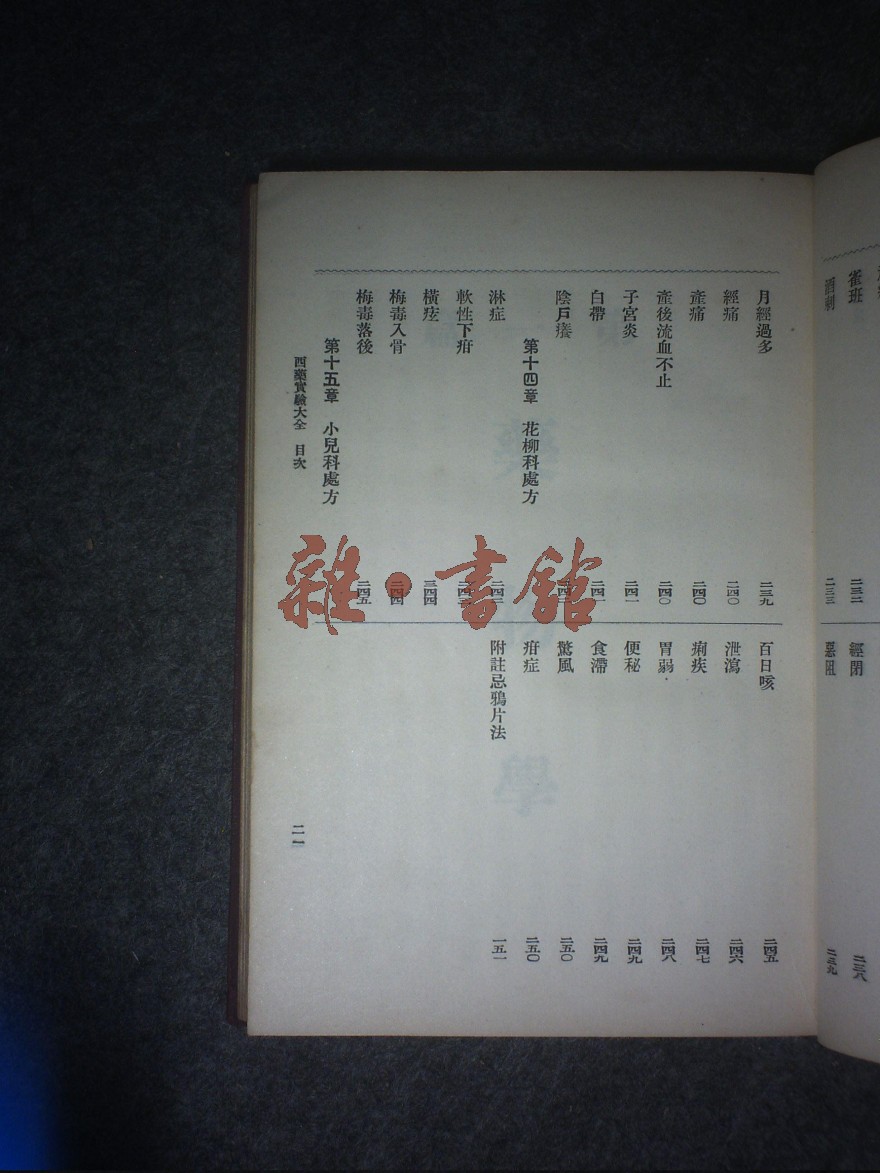 雀班 二三二
酒刺 二三三
經閉 二三八
惡阻 二三九
月經過多 二三九
經痛 二四〇
產痛 二四〇
產後流血不止 二四〇
子宮炎 二四一
白帶 二四一
陰戶癢
第十四章 花柳科處方
淋症
軟性下疳
橫痃 三四四
梅毒入骨 二四四
梅毒落後 二四五
第十五章 小兒科處方
百日咳 二四五
泄瀉 二四六
痢疾 二四七
胃弱 二四八
便秘 二四九
食滯 二四九
驚風 二五〇
疳症 二五〇
附註忌鴉片法 一五一
西藥實驗大全 目次
二一
雜·書館